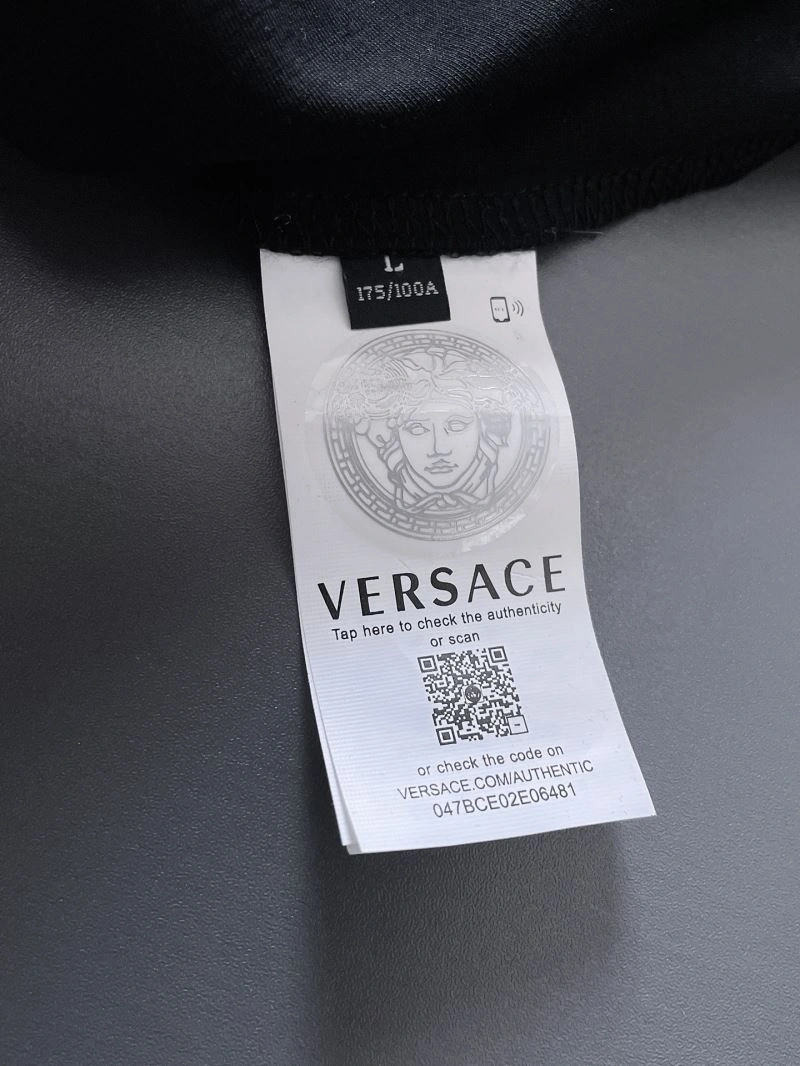 L
175/100A
VERSACE
Tap here to check the authenticity
or scan
or check the code on
VERSACE.COM/AUTHENTIC
047BCE02E06481